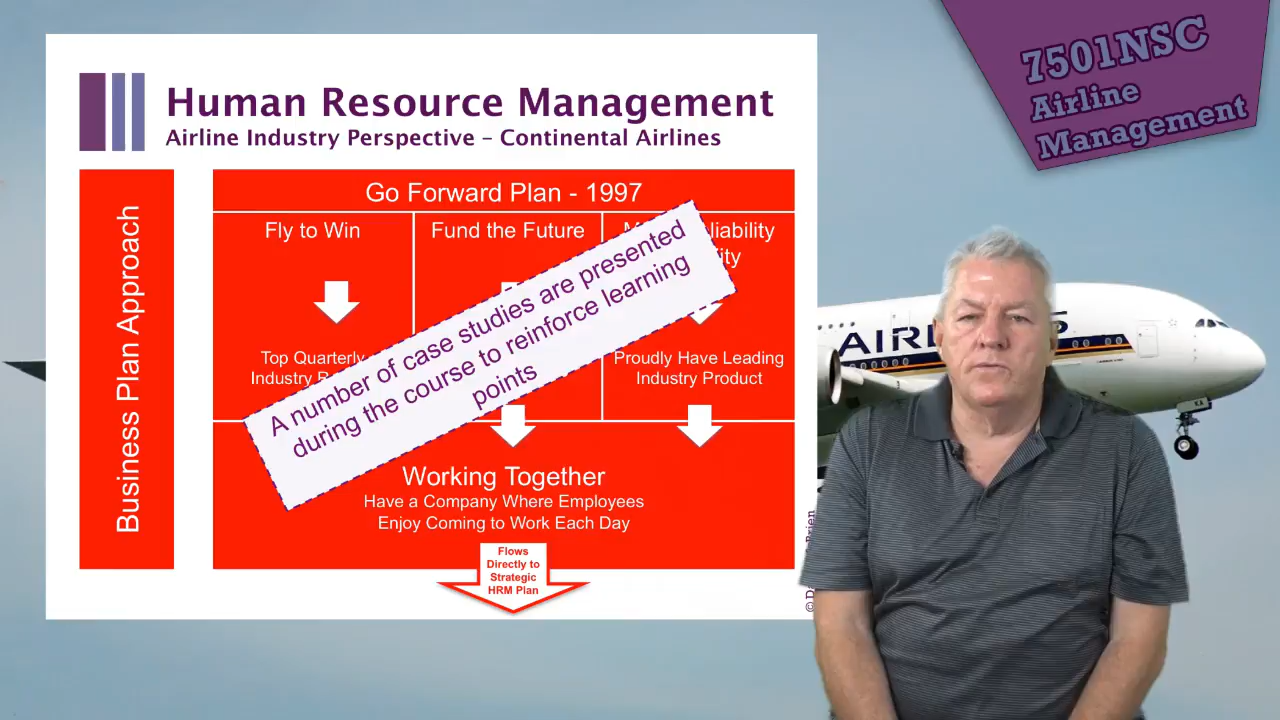 7501NSC
Airline
Management
Human Resource Management
Airline Industry Perspective – Continental Airlines
Business Plan Approach
Go Forward Plan - 1997
Fly to Win
Fund the Future
A number of case studies are presented
during the course to reinforce learning
points
Top Quarterly
Industry
Proudly Have Leading
Industry Product
Working Together
Have a Company Where Employees
Enjoy Coming to Work Each Day
Flows
Directly to
Strategic
HRM Plan